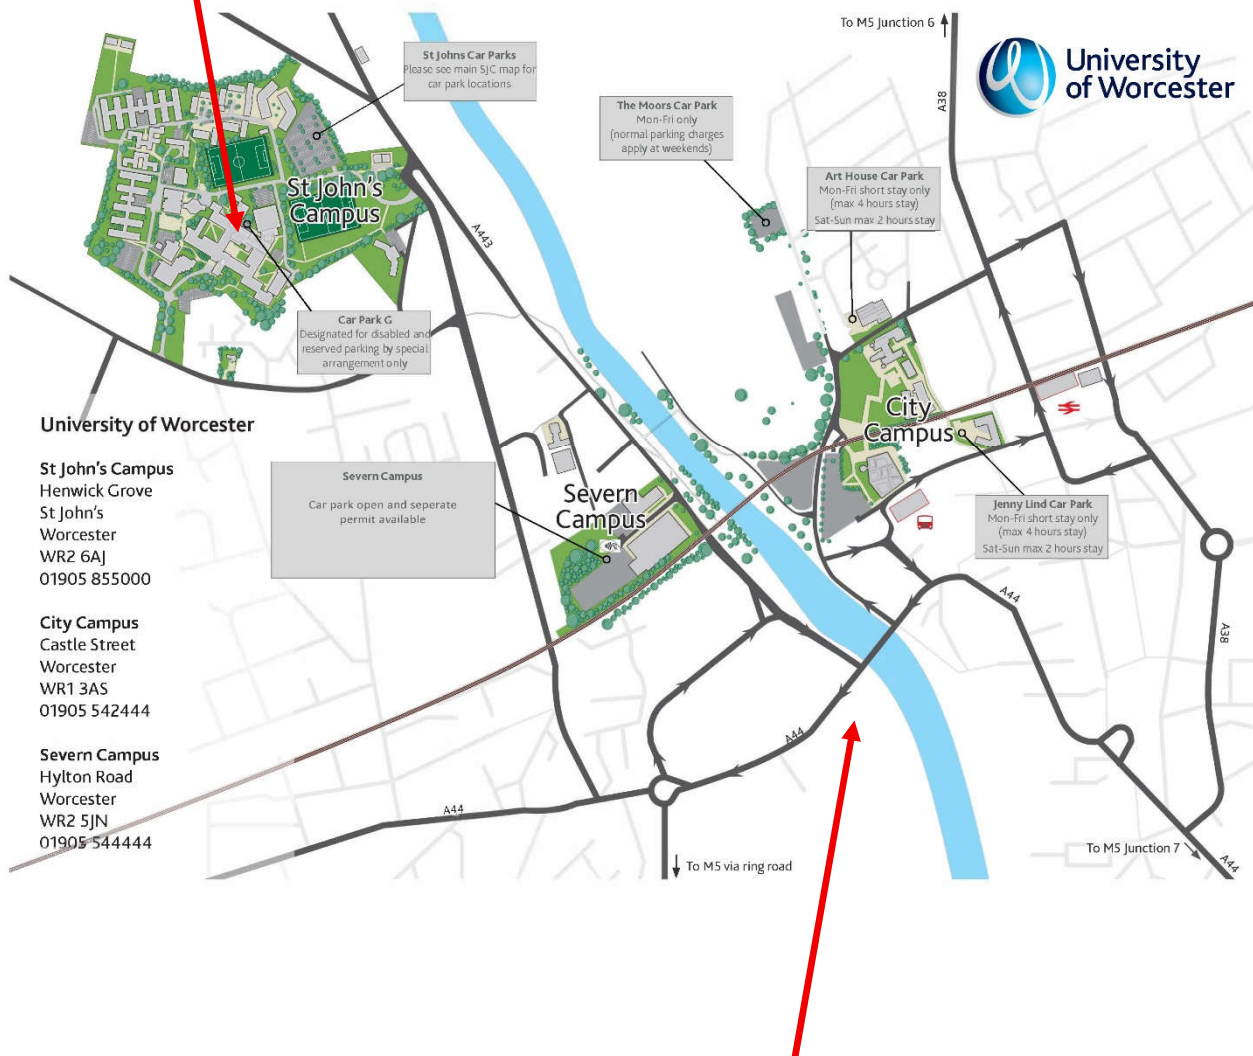 To M5 Junction 6
University
of Worcester
St Johns Car Parks
Please see main SJC map for
car park locations
The Moors Car Park
Mon-Fri only
(normal parking charges
apply at weekends)
A38
Art House Car Park
Mon-Fri short stay only
(max 4 hours stay)
Sat-Sun max 2 hours stay
St John's
Campus
A443
Car Park G
Designated for disabled and
reserved parking by special
arrangement only
City
Campus
University of Worcester
St John's Campus
Henwick Grove
St John's
Worcester
WR2 6AJ
01905 855000
Severn Campus
Car park open and seperate
permit available
Severn
Campus
Jenny Lind Car Park
Mon-Fri short stay only
(max 4 hours stay)
Sat-Sun max 2 hours stay
A44
A38
City Campus
Castle Street
Worcester
WR1 3AS
01905 542444
Severn Campus
Hylton Road
Worcester
WR2 5JN
01905 544444
A44
A44
To M5 via ring road
To M5 Junction 7
A44